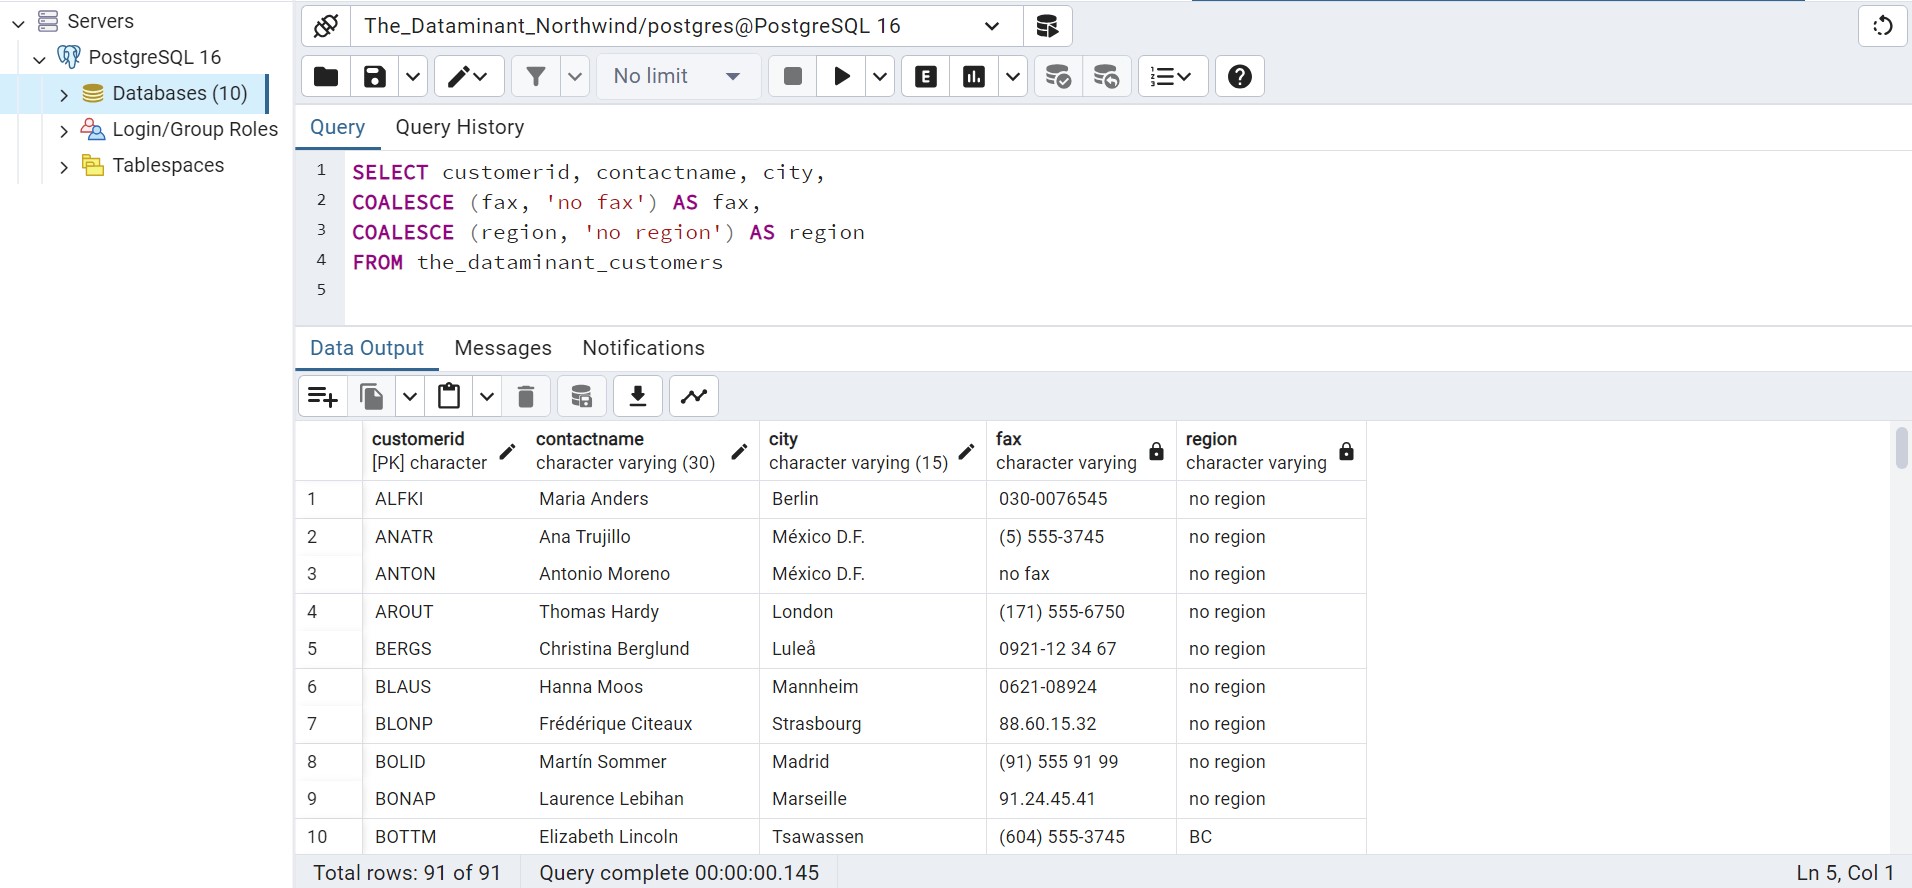 Servers
PostgreSQL 16
Databases (10)
Login/Group Roles
Tablespaces
The_Dataminant_Northwind/postgres@PostgreSQL 16
No limit
E
Query Query History
1 SELECT customerid, contactname, city,
2 COALESCE (fax, 'no fax') AS fax,
3 COALESCE (region, 'no region') AS region
4 FROM the_dataminant_customers
5
Data Output Messages Notifications
customerid contactname city fax region
[PK] character character varying (30) character varying (15) character varying character varying
1 ALFKI Maria Anders Berlin 030-0076545 no region
2 ANATR Ana Trujillo México D.F. (5) 555-3745 no region
3 ANTON Antonio Moreno México D.F. no fax no region
4 AROUT Thomas Hardy London (171) 555-6750 no region
5 BERGS Christina Berglund Luleå 0921-12 34 67 no region
6 BLAUS Hanna Moos Mannheim 0621-08924 no region
7 BLONP Frédérique Citeaux Strasbourg 88.60.15.32 no region
8 BOLID Martín Sommer Madrid (91) 555 91 99 no region
9 BONAP Laurence Lebihan Marseille 91.24.45.41 no region
10 BOTTM Elizabeth Lincoln Tsawassen (604) 555-3745 BC
Total rows: 91 of 91 Query complete 00:00:00.145 Ln 5, Col 1